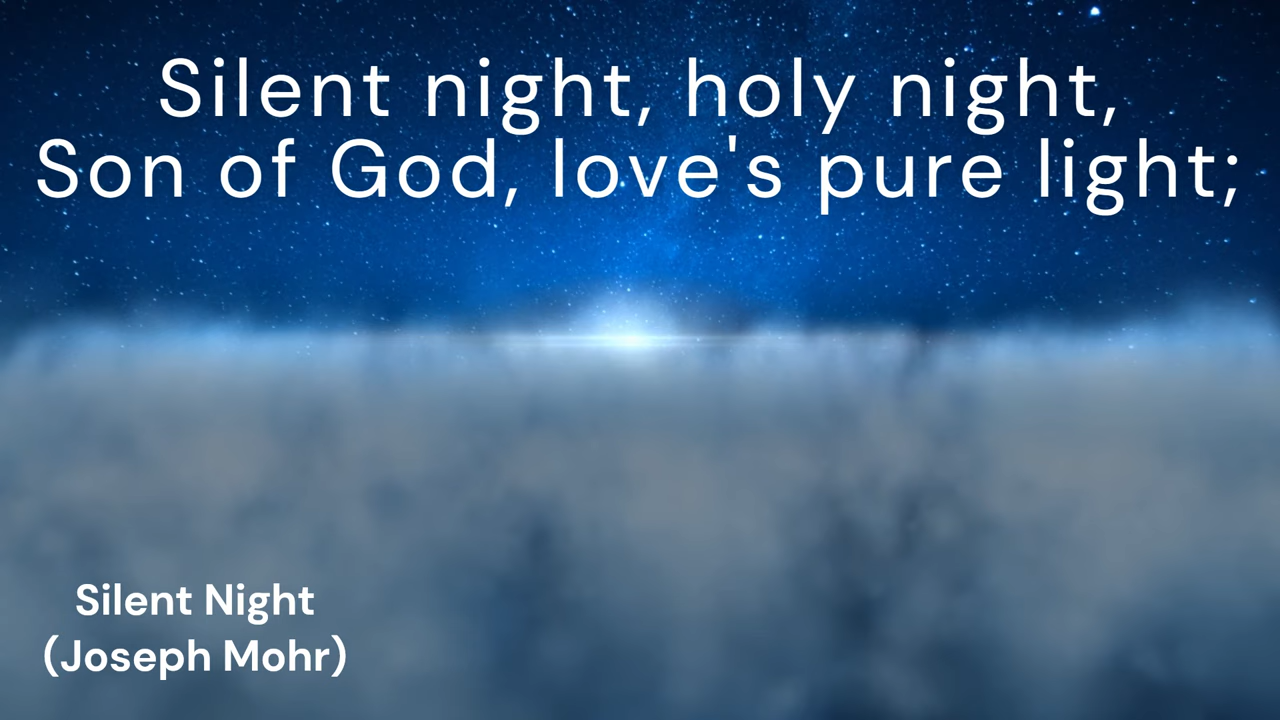 Silent night, holy night,
Son of God, love's pure light;
Silent Night
(Joseph Mohr)